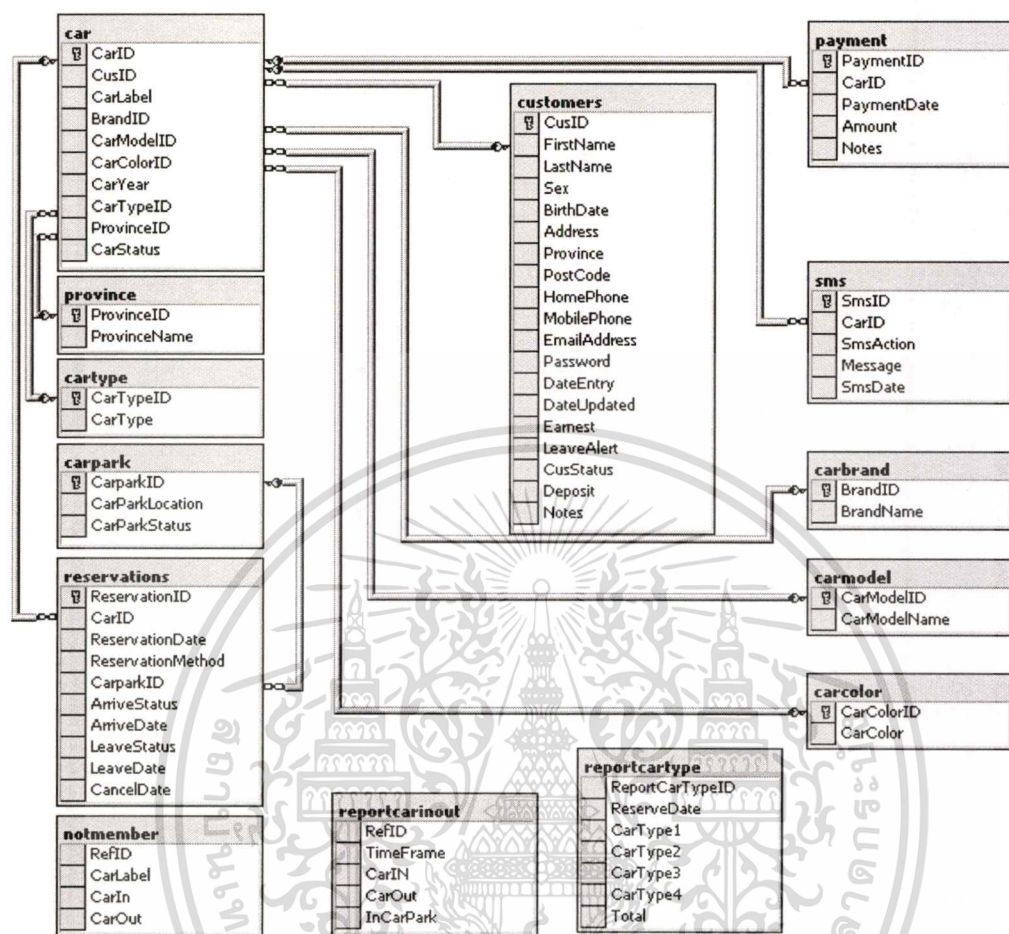 car
CarID
CusID
CarLabel
BrandID
CarModelID
CarColorID
CarYear
CarTypeID
ProvinceID
CarStatus
province
ProvinceID
ProvinceName
cartype
CarTypeID
CarType
carpark
CarparkID
CarParkLocation
CarParkStatus
reservations
ReservationID
CarID
ReservationDate
ReservationMethod
CarparkID
ArriveStatus
ArriveDate
LeaveStatus
LeaveDate
CancelDate
notmember
RefID
CarLabel
CarIn
CarOut
customers
CusID
FirstName
LastName
Sex
BirthDate
Address
Province
PostCode
HomePhone
MobilePhone
EmailAddress
Password
DateEntry
DateUpdated
Earnest
LeaveAlert
CusStatus
Deposit
Notes
reportcarinout
RefID
TimeFrame
CarIN
CarOut
InCarPark
reportcartype
ReportCarTypeID
ReserveDate
CarType1
CarType2
CarType3
CarType4
Total
payment
PaymentID
CarID
PaymentDate
Amount
Notes
sms
SmsID
CarID
SmsAction
Message
SmsDate
carbrand
BrandID
BrandName
carmodel
CarModelID
CarModelName
carcolor
CarColorID
CarColor